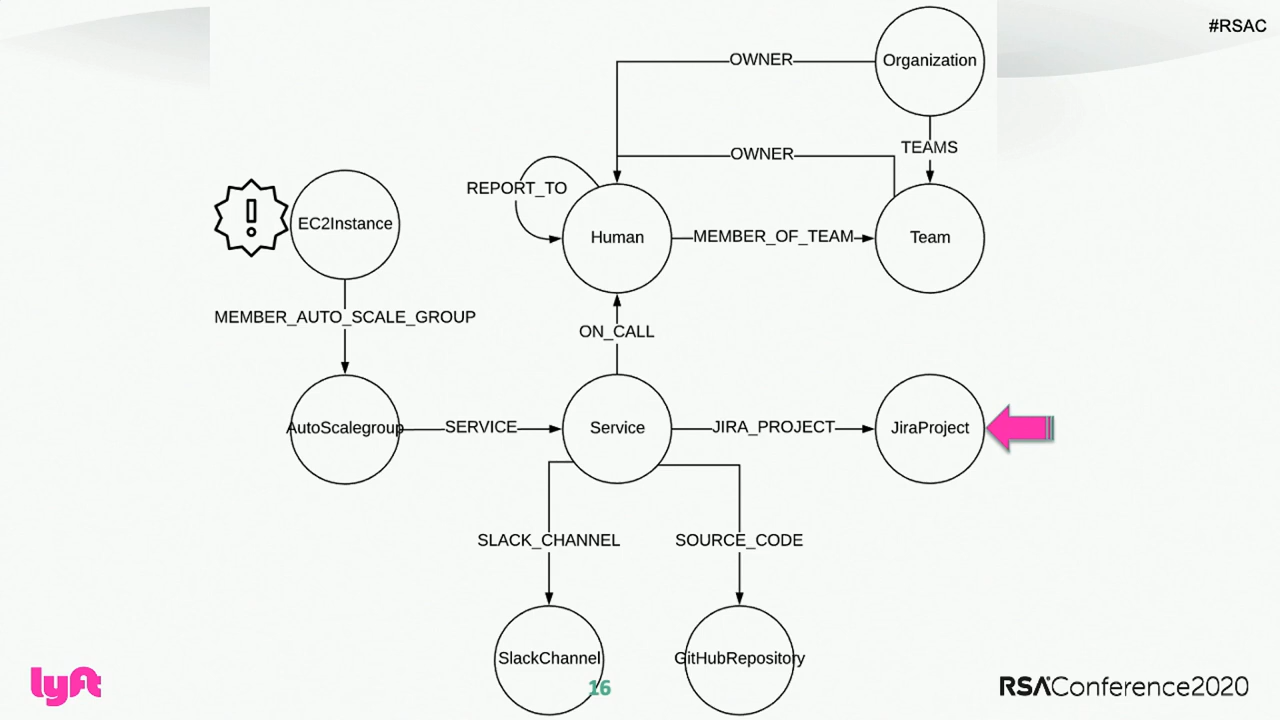 #RSAC
OWNER
Organization
OWNER
TEAMS
REPORT_TO
EC2Instance
Human
MEMBER_OF_TEAM
Team
MEMBER_AUTO_SCALE_GROUP
ON_CALL
AutoScalegroup
SERVICE
Service
JIRA_PROJECT
JiraProject
SLACK_CHANNEL
SOURCE_CODE
SlackChannel
GitHubRepository
16
lyft
RSAConference2020